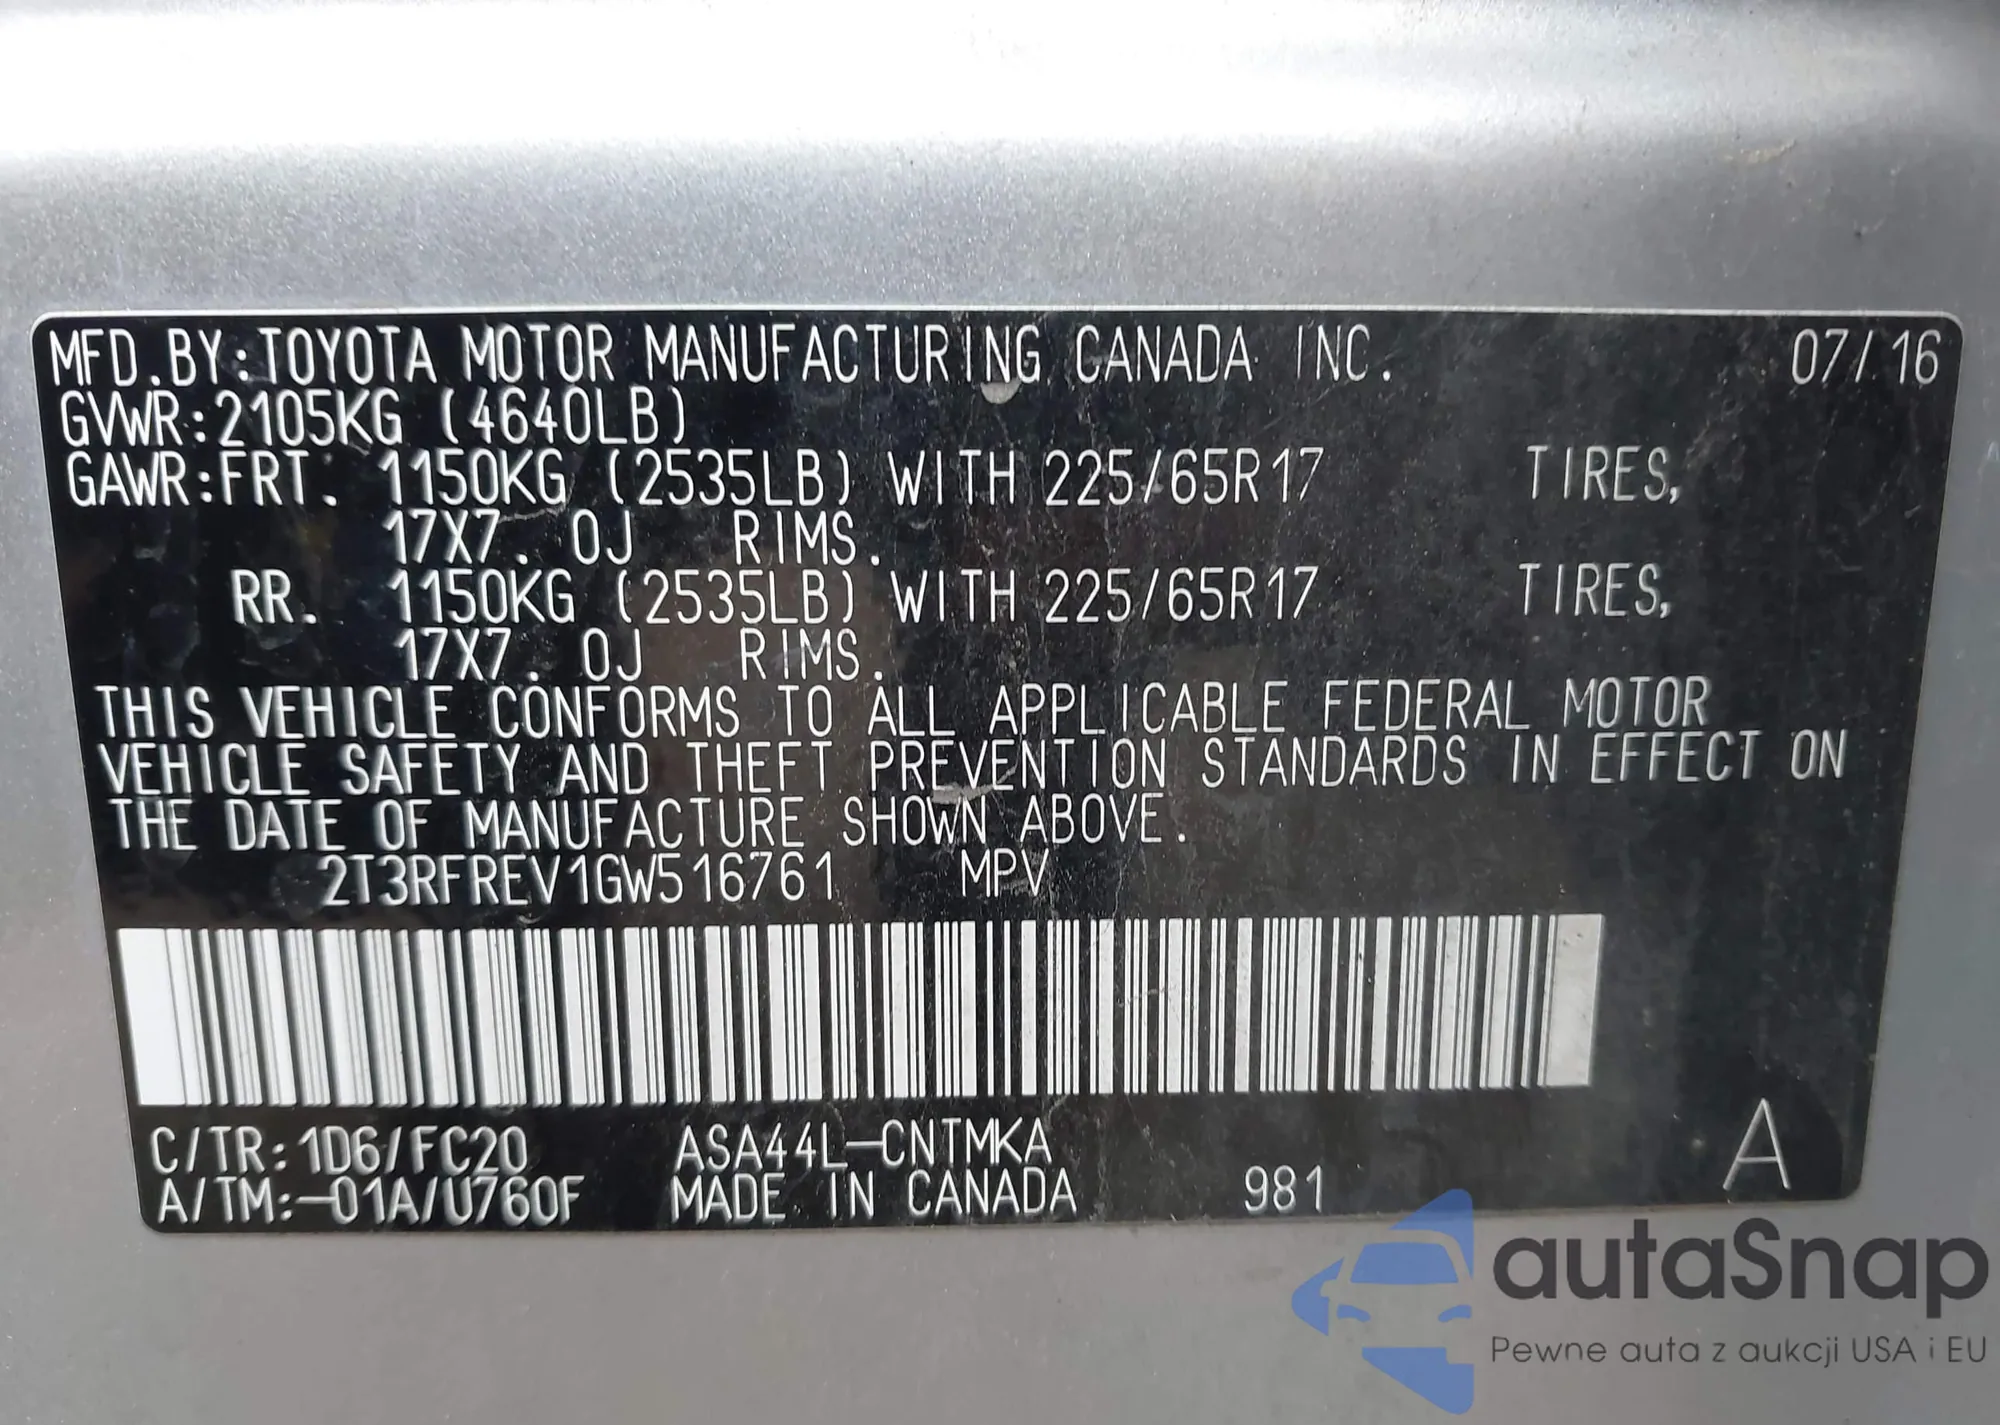 MFD.BY:TOYOTA MOTOR MANUFACTURING CANADA INC. 07/16
GVWR:2105KG (4640LB)
GAWR:FRT. 1150KG (2535LB) WITH 225/65R17 TIRES,
17X7.0J RIMS.
RR. 1150KG (2535LB) WITH 225/65R17 TIRES,
17X7.0J RIMS.
THIS VEHICLE CONFORMS TO ALL APPLICABLE FEDERAL MOTOR
VEHICLE SAFETY AND THEFT PREVENTION STANDARDS IN EFFECT ON
THE DATE OF MANUFACTURE SHOWN ABOVE.
2T3RFREV1GW516761 MPV
C/TR:1D6/FC20 ASA44L-CNTMKA A
A/TM:-01A/U760F MADE IN CANADA 981
autaSnap
Pewne auta z aukcji USA i EU